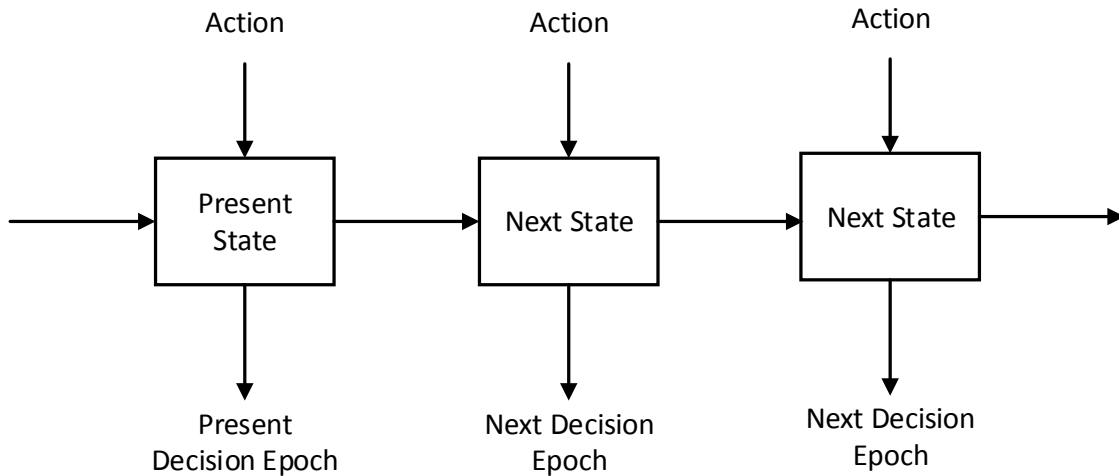 Action
Action
Action
Present
State
Next State
Next State
Present
Decision Epoch
Next Decision
Epoch
Next Decision
Epoch